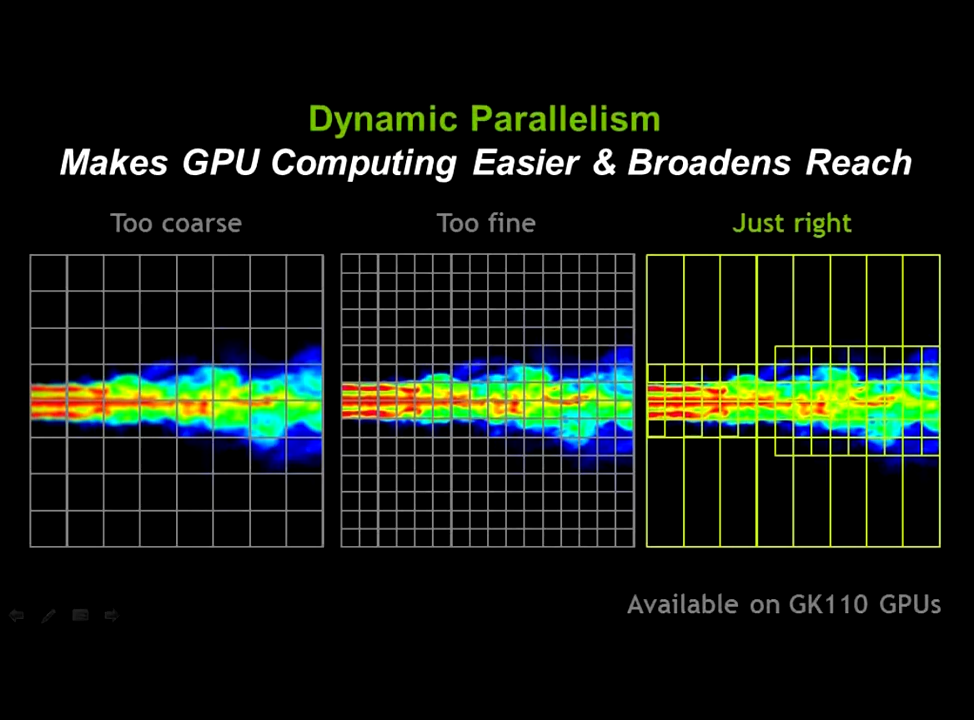 Dynamic Parallelism
Makes GPU Computing Easier & Broadens Reach
Too coarse
Too fine
Just right
Available on GK110 GPUs